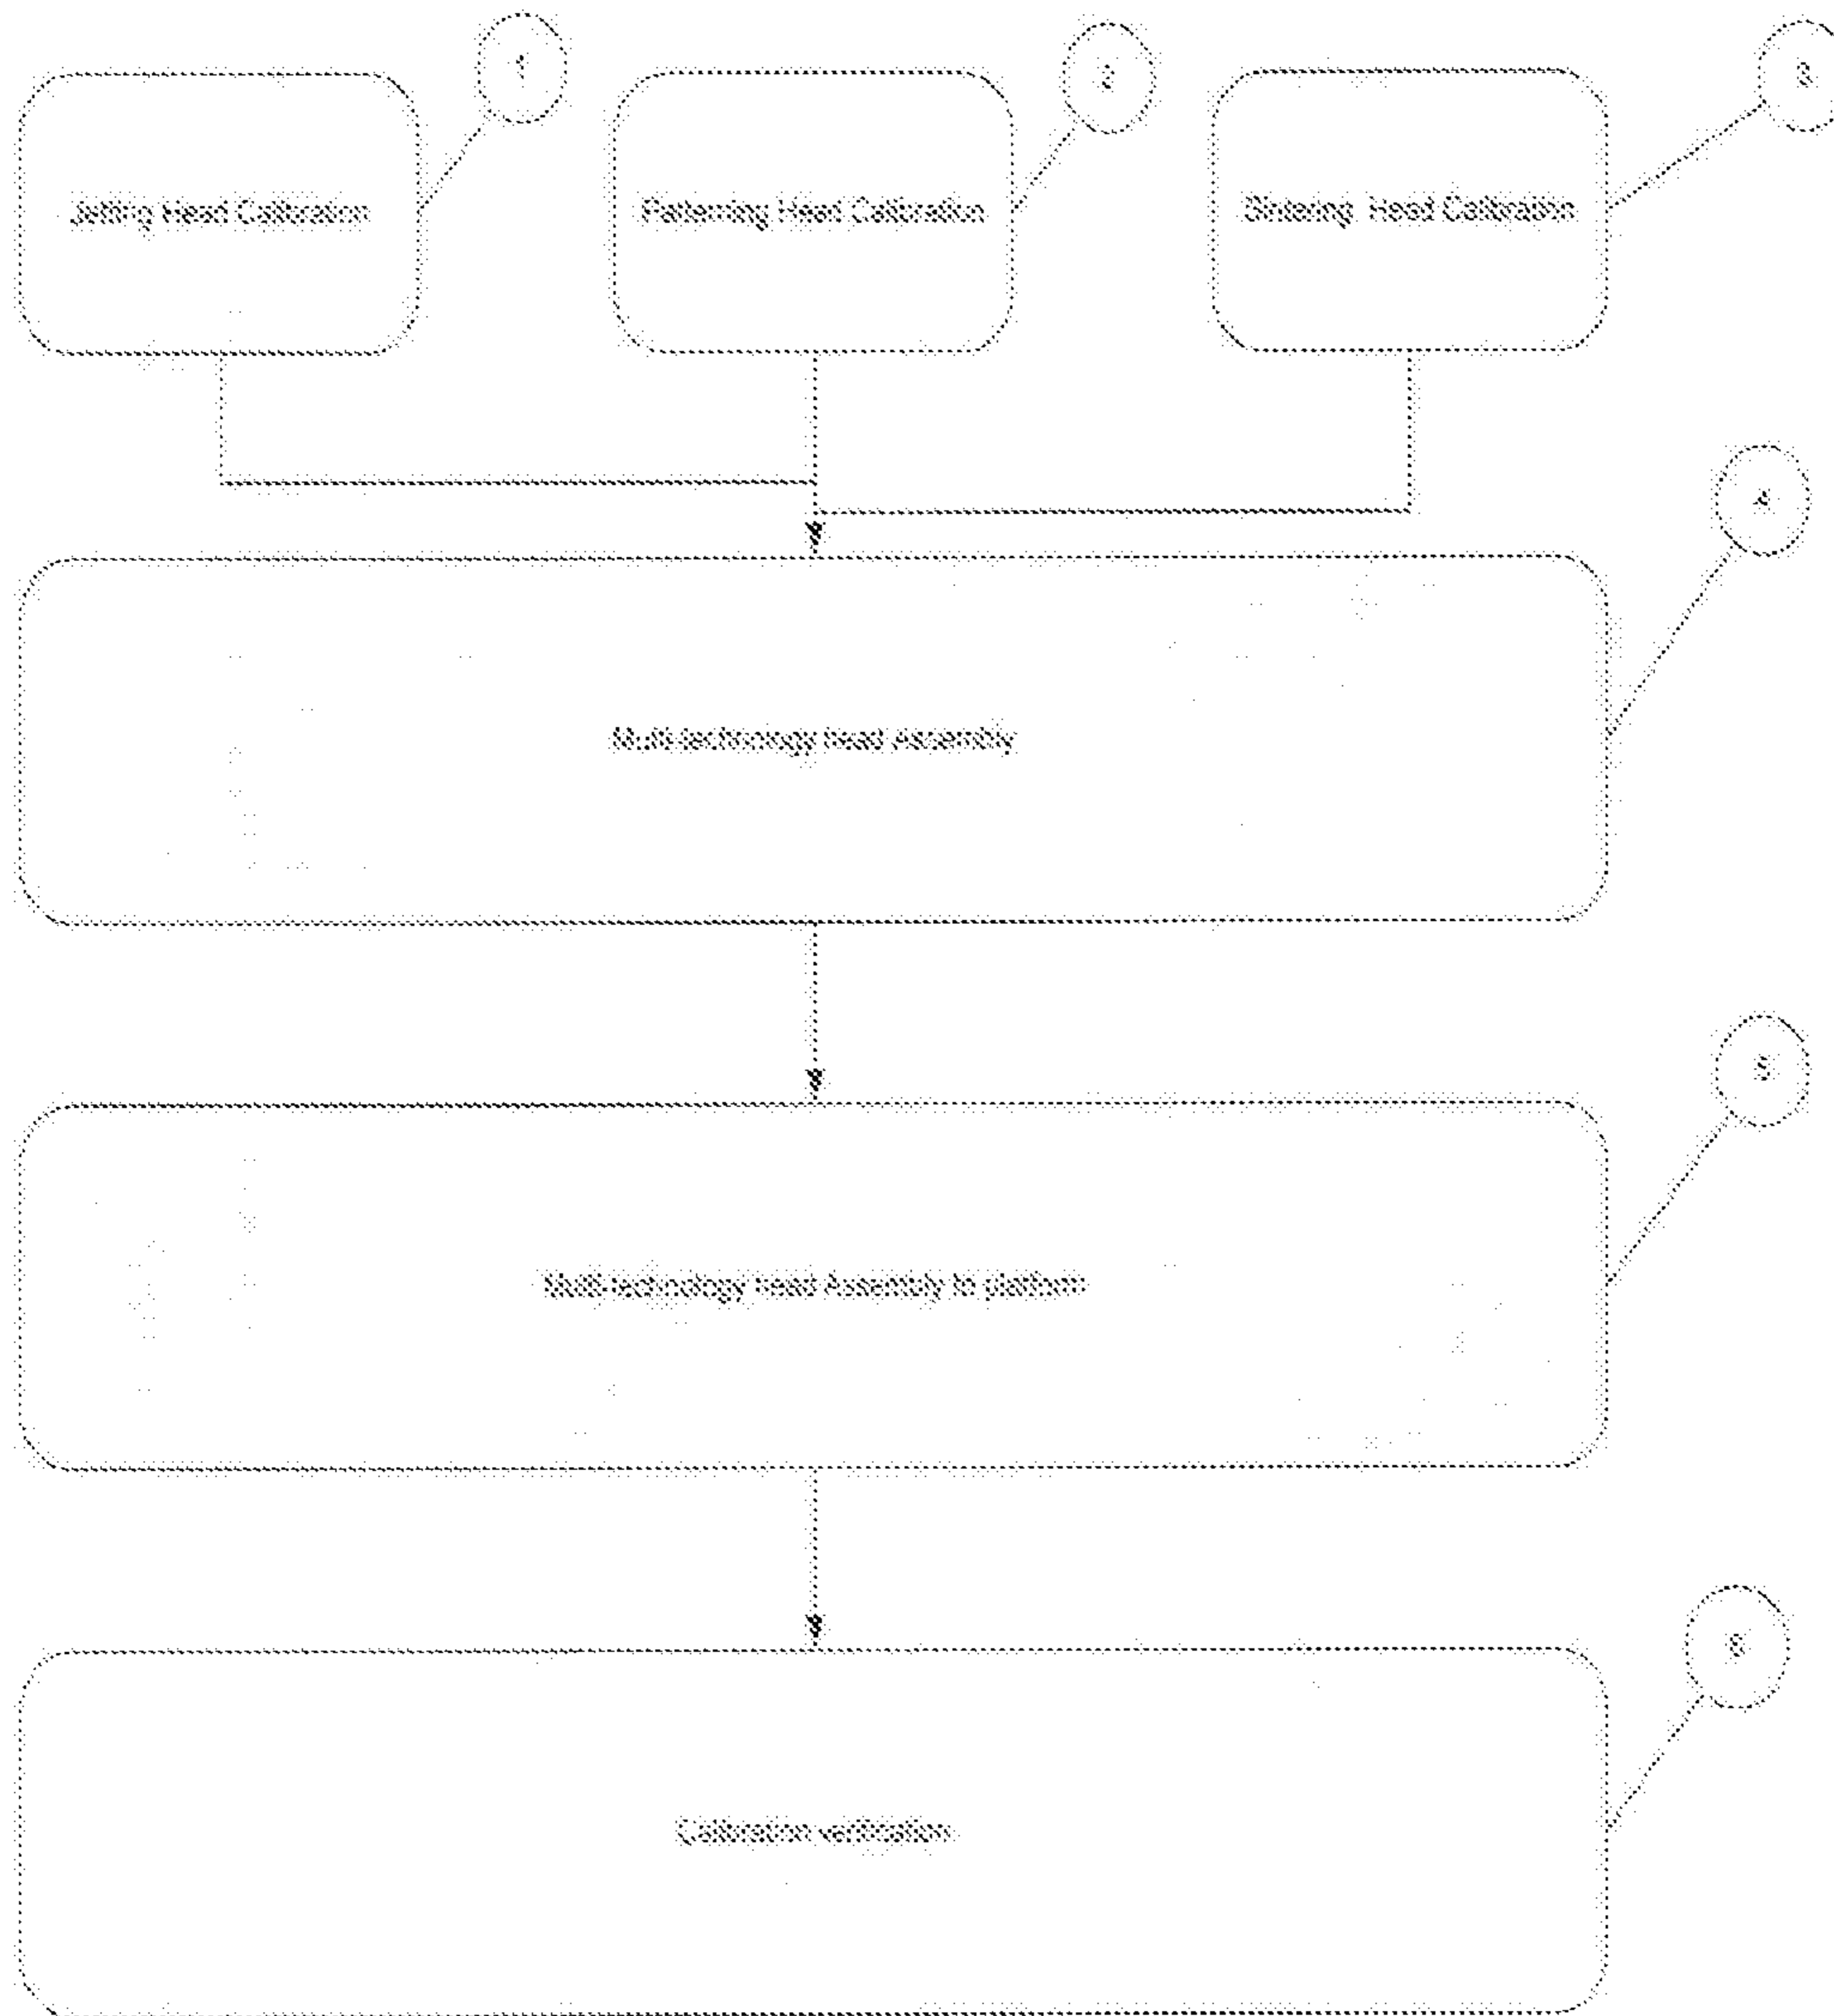 1
2
3
Jetting Head Calibration
Patterning Head Calibration
Sintering Head Calibration
4
Multi-technology head Assembly
5
Multi-technology head Assembly to platform
6
Calibration verification